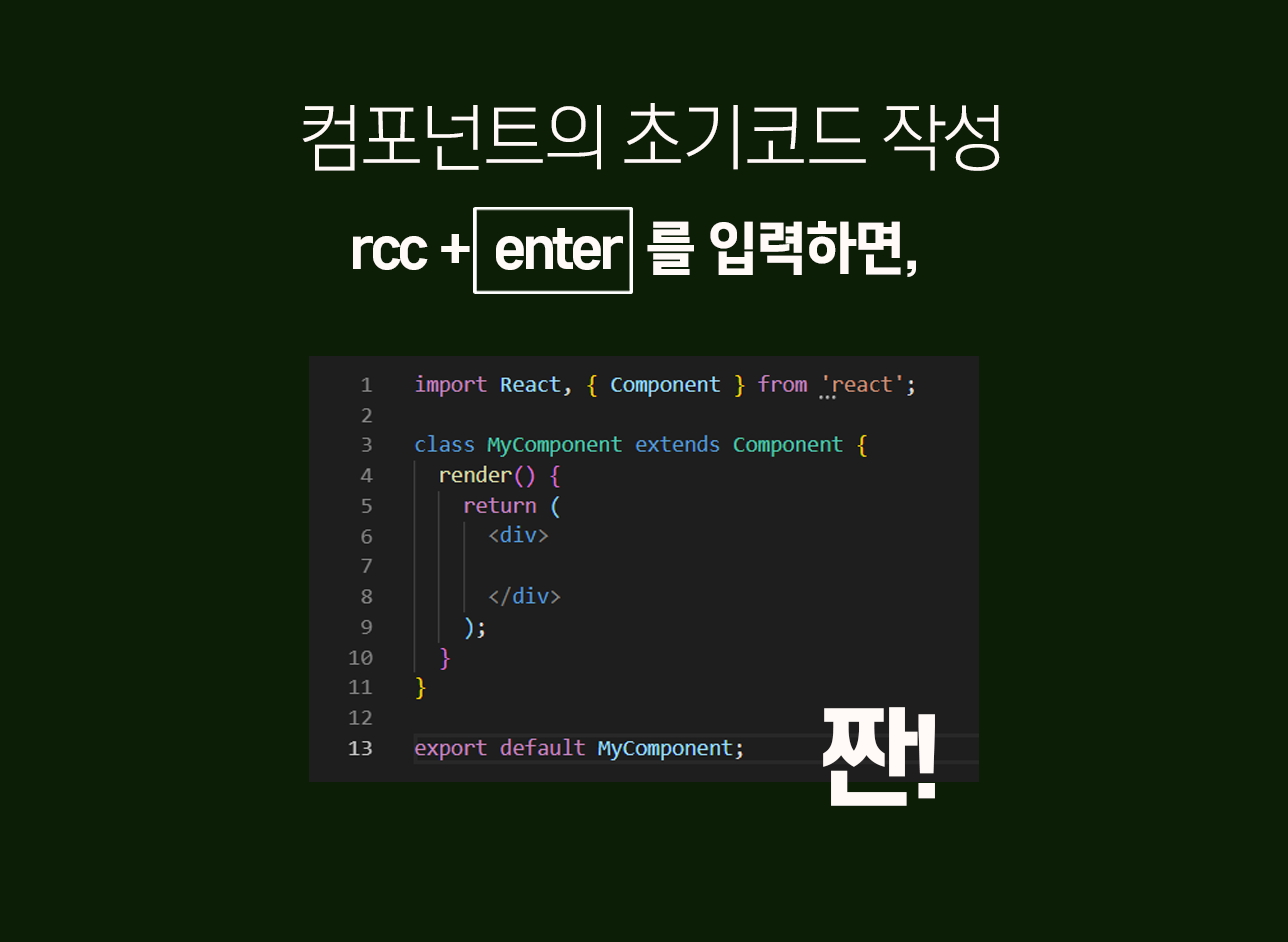 컴포넌트의 초기코드 작성
rcc + enter 를 입력하면,
1 import React, { Component } from 'react';
2
3 class MyComponent extends Component {
4 render() {
5 return (
6 <div>
7
8 </div>
9 );
10 }
11 }
12
13 export default MyComponent;
짠!